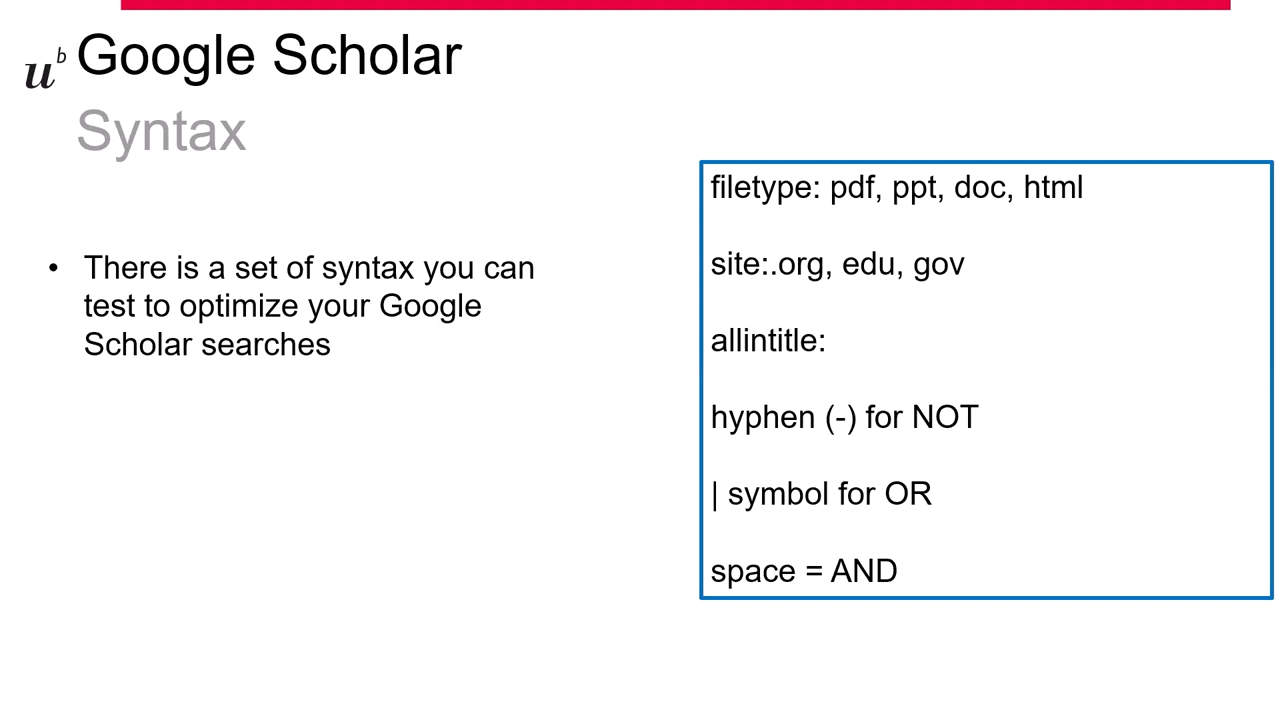 u b
Google Scholar
Syntax
• There is a set of syntax you can
test to optimize your Google
Scholar searches
filetype: pdf, ppt, doc, html
site:.org, edu, gov
allintitle:
hyphen (-) for NOT
| symbol for OR
space = AND